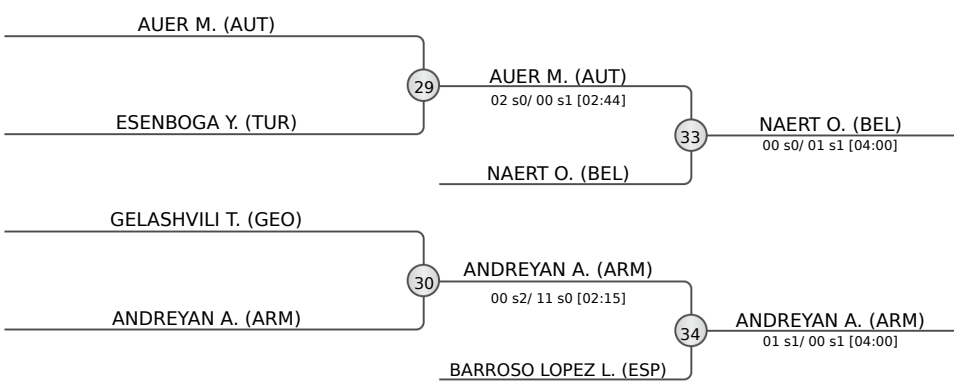 AUER M. (AUT)
29
AUER M. (AUT)
02 s0/ 00 s1 [02:44]
ESENBOGA Y. (TUR)
33
NAERT O. (BEL)
00 s0/ 01 s1 [04:00]
NAERT O. (BEL)
GELASHVILI T. (GEO)
30
ANDREYAN A. (ARM)
00 s2/ 11 s0 [02:15]
ANDREYAN A. (ARM)
34
ANDREYAN A. (ARM)
01 s1/ 00 s1 [04:00]
BARROSO LOPEZ L. (ESP)